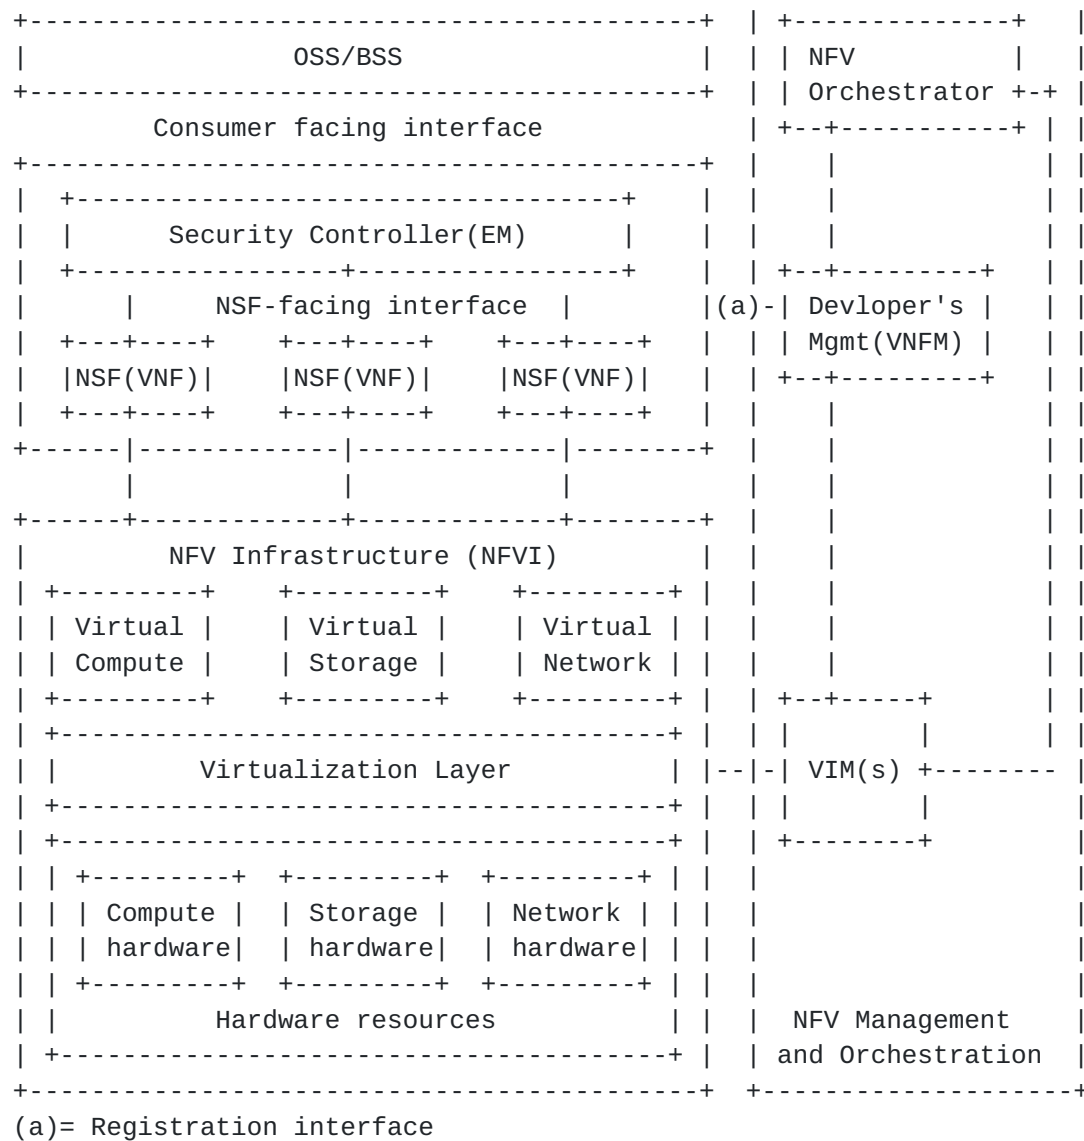 OSS/BSS
NFV
Orchestrator
Consumer facing interface
Security Controller(EM)
NSF-facing interface
(a)
Devloper's
Mgmt(VNFM)
NSF(VNF) NSF(VNF) NSF(VNF)
NFV Infrastructure (NFVI)
Virtual Virtual Virtual
Compute Storage Network
Virtualization Layer
VIM(s)
Compute Storage Network
hardware hardware hardware
Hardware resources
NFV Management
and Orchestration
(a)= Registration interface